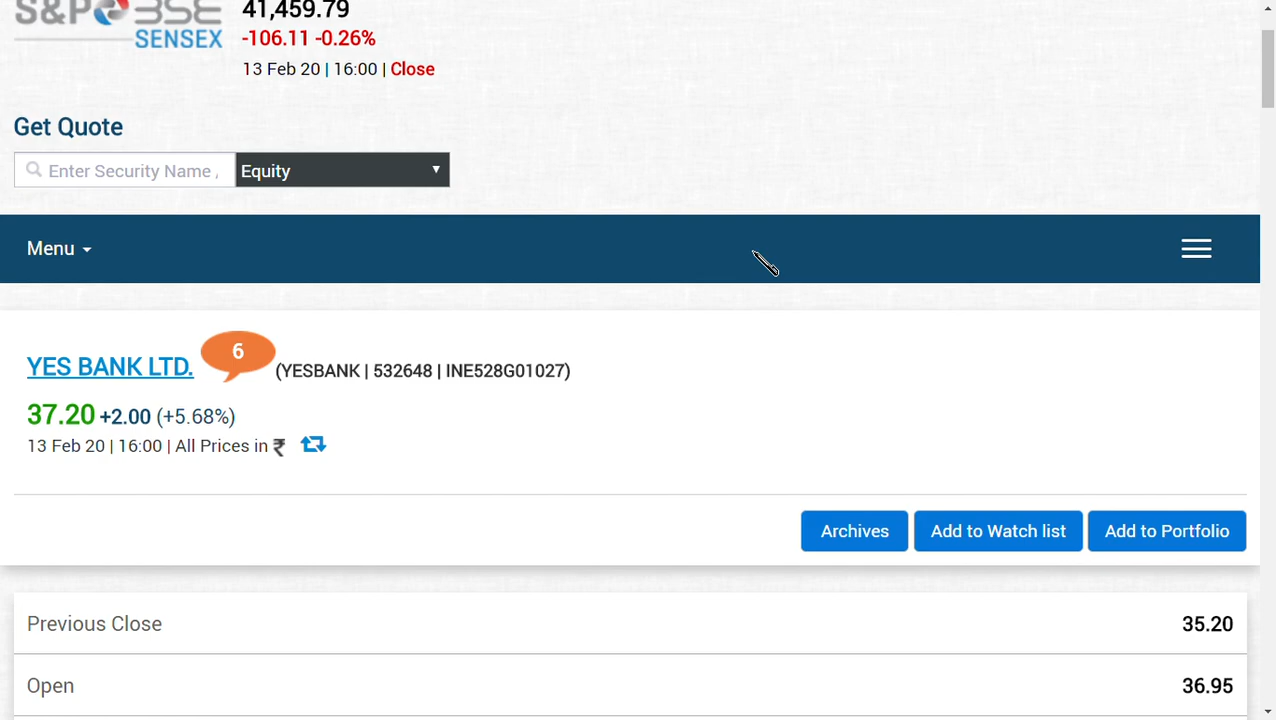 S&P BSE
SENSEX
41,459.79
-106.11 -0.26%
13 Feb 20 | 16:00 | Close
Get Quote
Enter Security Name ,
Equity
Menu
YES BANK LTD.
6
(YESBANK | 532648 | INE528G01027)
37.20 +2.00 (+5.68%)
13 Feb 20 | 16:00 | All Prices in ₹
Archives
Add to Watch list
Add to Portfolio
Previous Close 35.20
Open 36.95